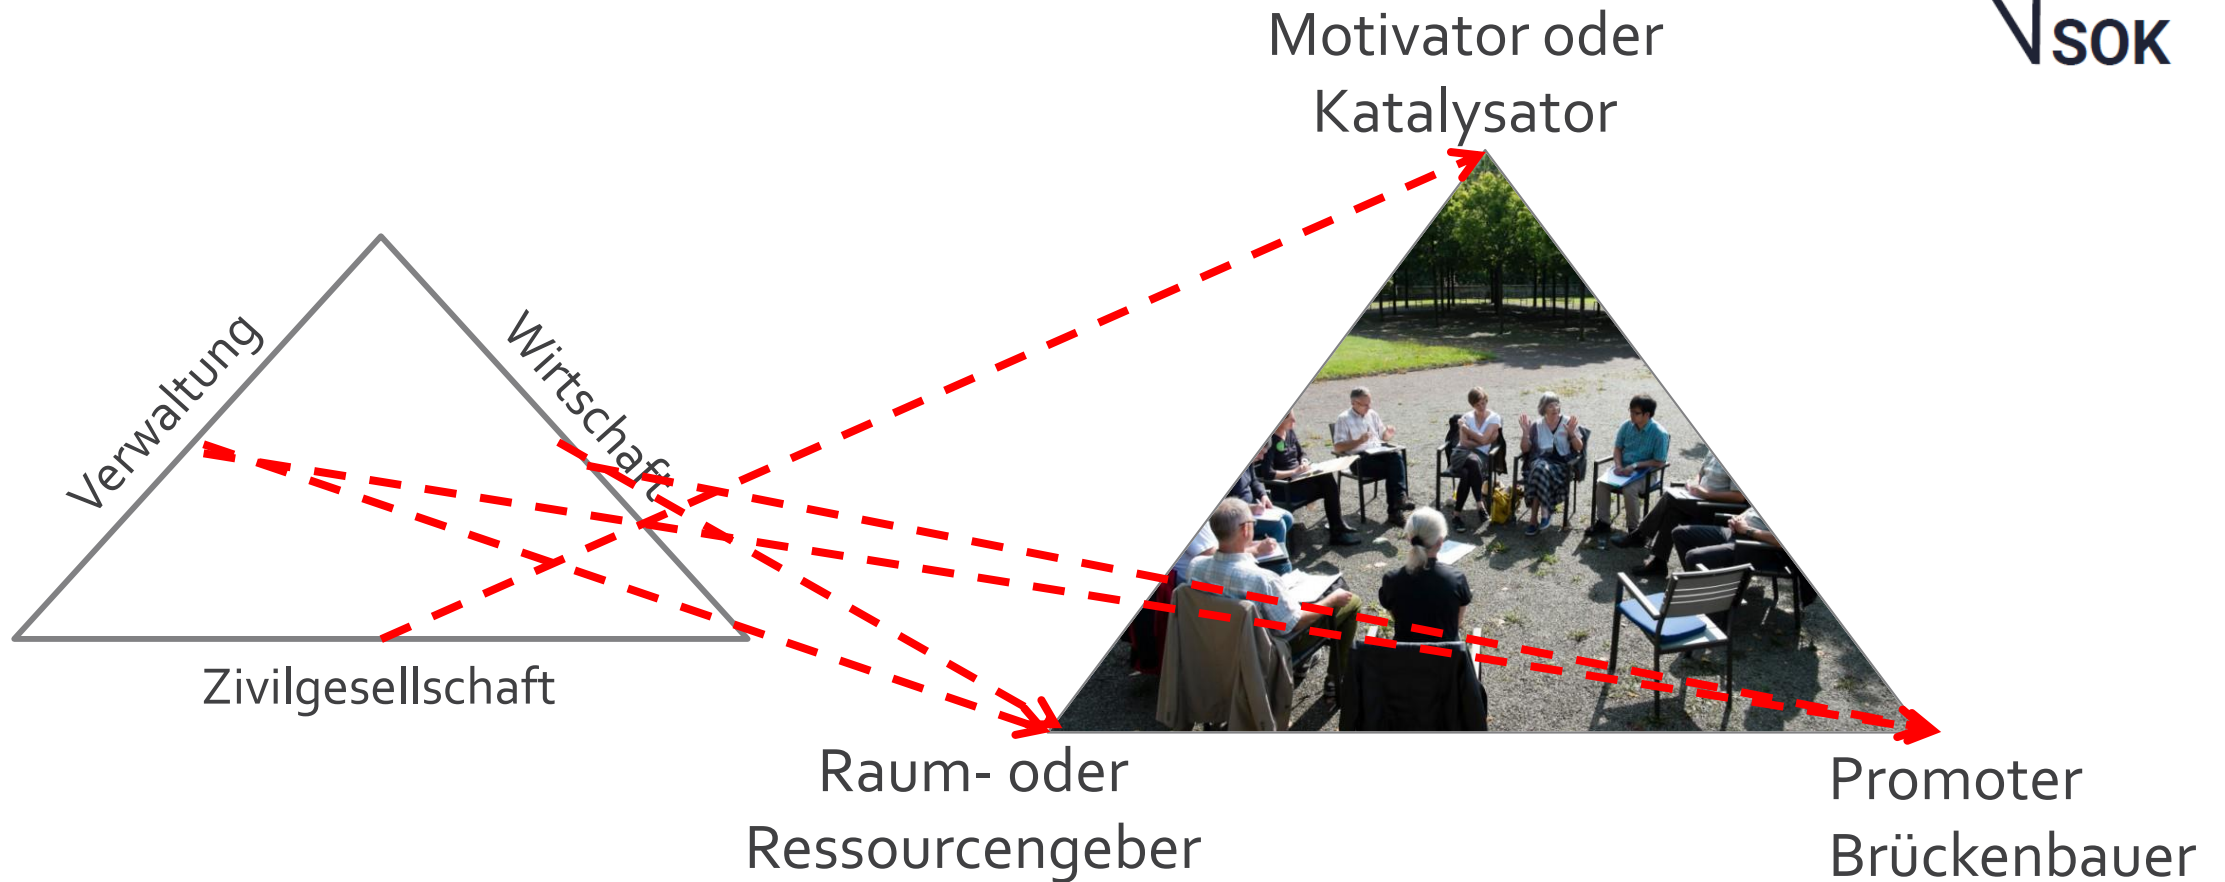 Motivator oder
Katalysator
SOK
Verwaltung
Wirtschaft
Zivilgesellschaft
Raum- oder
Ressourcengeber
Promoter
Brückenbauer